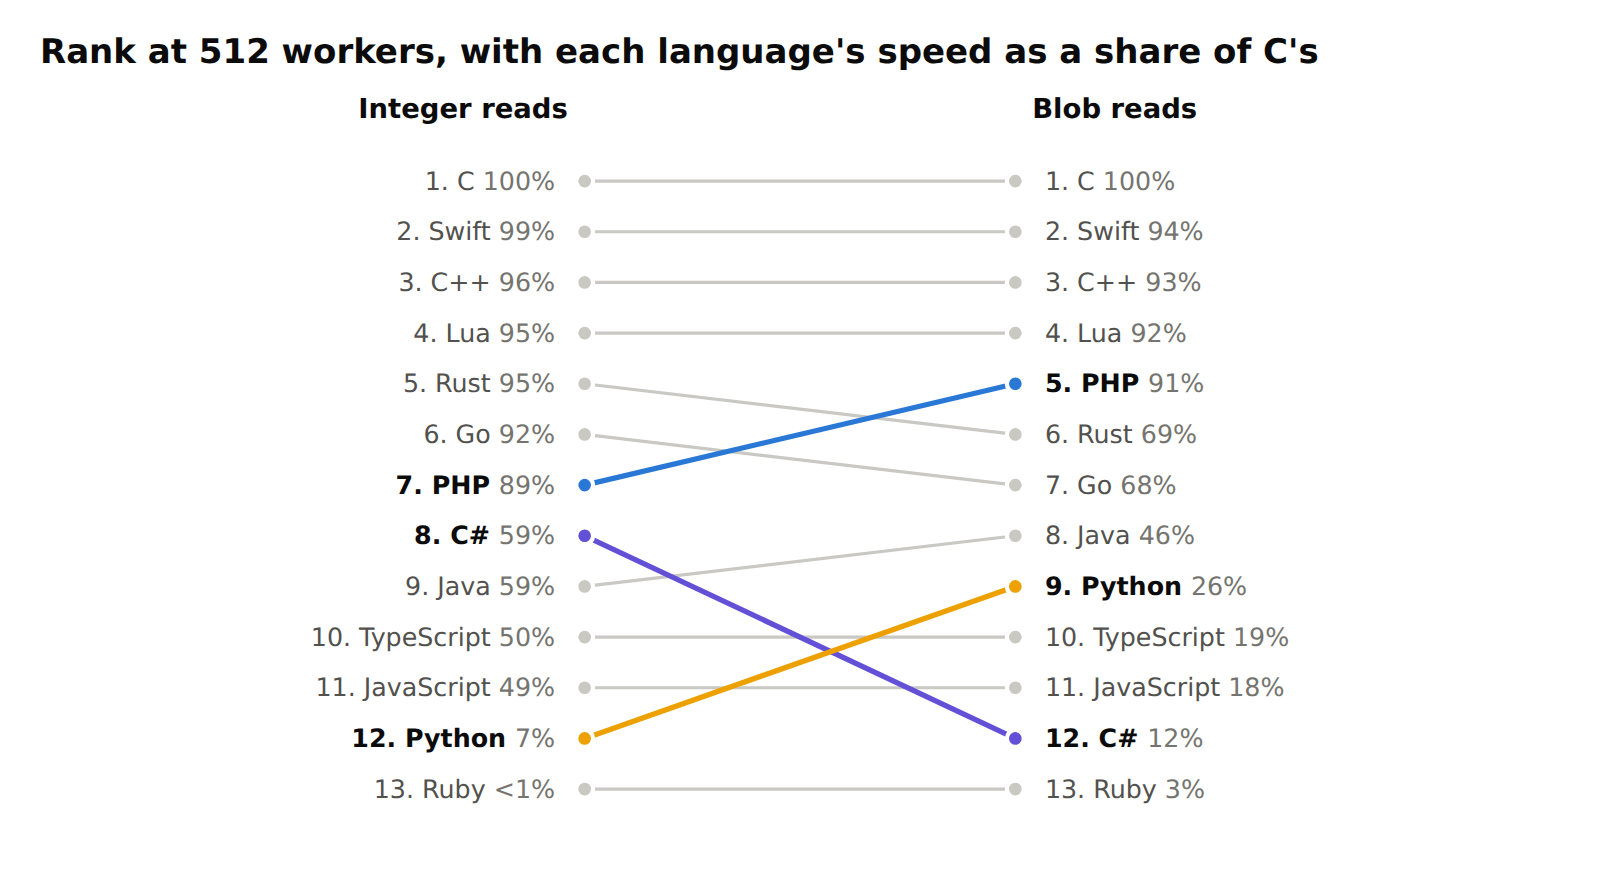 Rank at 512 workers, with each language's speed as a share of C's
Integer reads
Blob reads
1. C 100%
1. C 100%
2. Swift 99%
2. Swift 94%
3. C++ 96%
3. C++ 93%
4. Lua 95%
4. Lua 92%
5. Rust 95%
5. PHP 91%
6. Go 92%
6. Rust 69%
7. PHP 89%
7. Go 68%
8. C# 59%
8. Java 46%
9. Java 59%
9. Python 26%
10. TypeScript 50%
10. TypeScript 19%
11. JavaScript 49%
11. JavaScript 18%
12. Python 7%
12. C# 12%
13. Ruby <1%
13. Ruby 3%